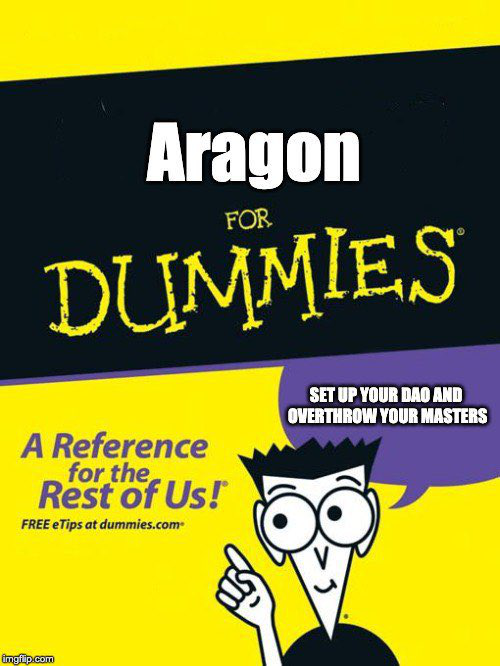 Aragon
FOR
DUMMIES®
SET UP YOUR DAO AND
OVERTHROW YOUR MASTERS
A Reference
for the
Rest of Us!®
FREE eTips at dummies.com®
imgflip.com